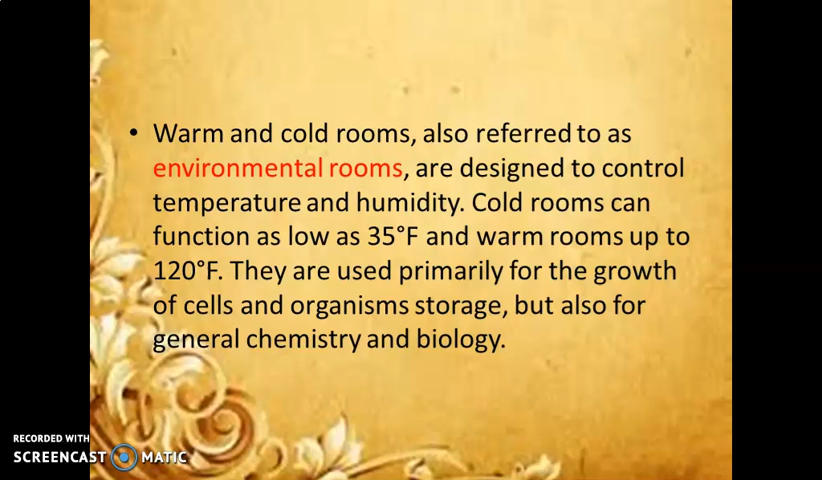 • Warm and cold rooms, also referred to as
environmental rooms, are designed to control
temperature and humidity. Cold rooms can
function as low as 35°F and warm rooms up to
120°F. They are used primarily for the growth
of cells and organisms storage, but also for
general chemistry and biology.
RECORDED WITH
SCREENCAST MATIC